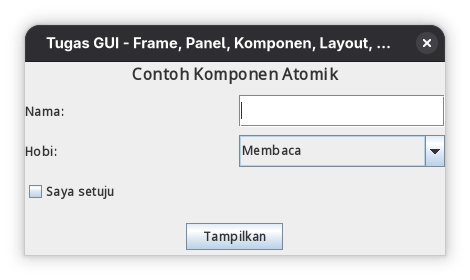 Tugas GUI - Frame, Panel, Komponen, Layout, ...
Contoh Komponen Atomik
Nama:
Hobi: Membaca
Saya setuju
Tampilkan